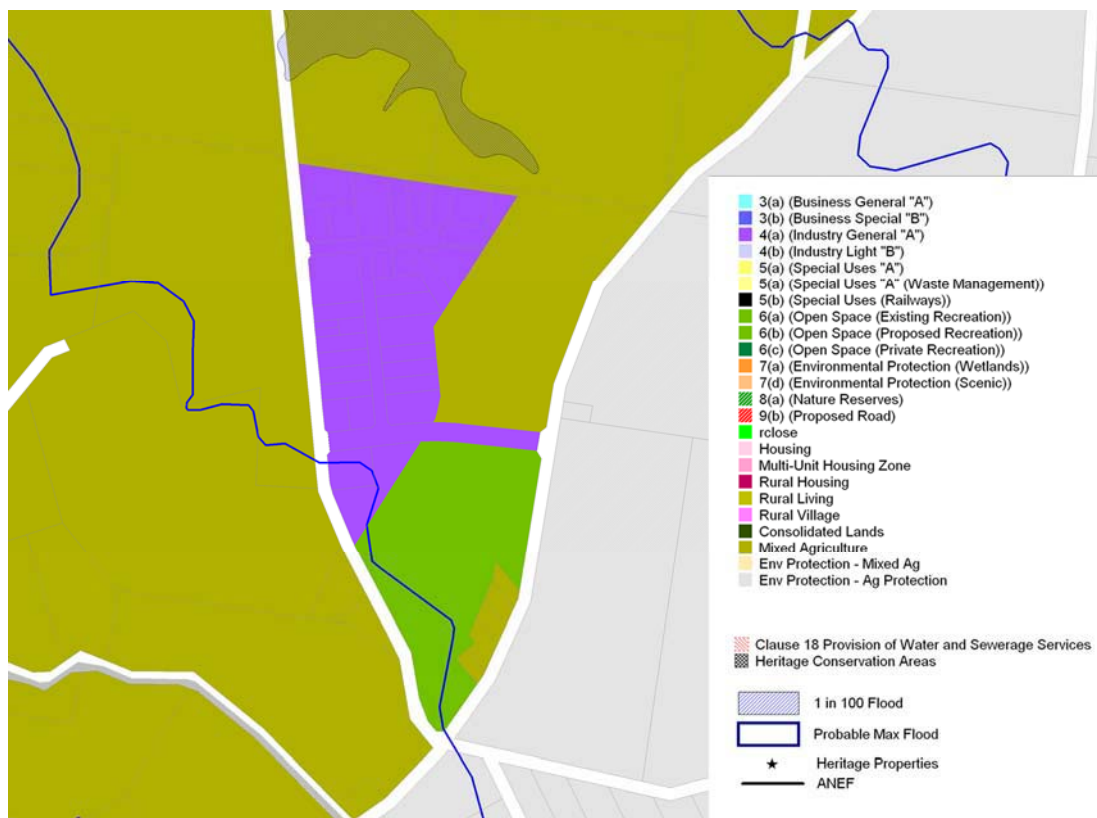 3(a) (Business General "A")
3(b) (Business Special "B")
4(a) (Industry General "A")
4(b) (Industry Light "B")
5(a) (Special Uses "A")
5(a) (Special Uses "A" (Waste Management))
5(b) (Special Uses (Railways))
6(a) (Open Space (Existing Recreation))
6(b) (Open Space (Proposed Recreation))
6(c) (Open Space (Private Recreation))
7(a) (Environmental Protection (Wetlands))
7(d) (Environmental Protection (Scenic))
8(a) (Nature Reserves)
9(b) (Proposed Road)
rclose
Housing
Multi-Unit Housing Zone
Rural Housing
Rural Living
Rural Village
Consolidated Lands
Mixed Agriculture
Env Protection - Mixed Ag
Env Protection - Ag Protection
Clause 18 Provision of Water and Sewerage Services
Heritage Conservation Areas
1 in 100 Flood
Probable Max Flood
Heritage Properties
ANEF